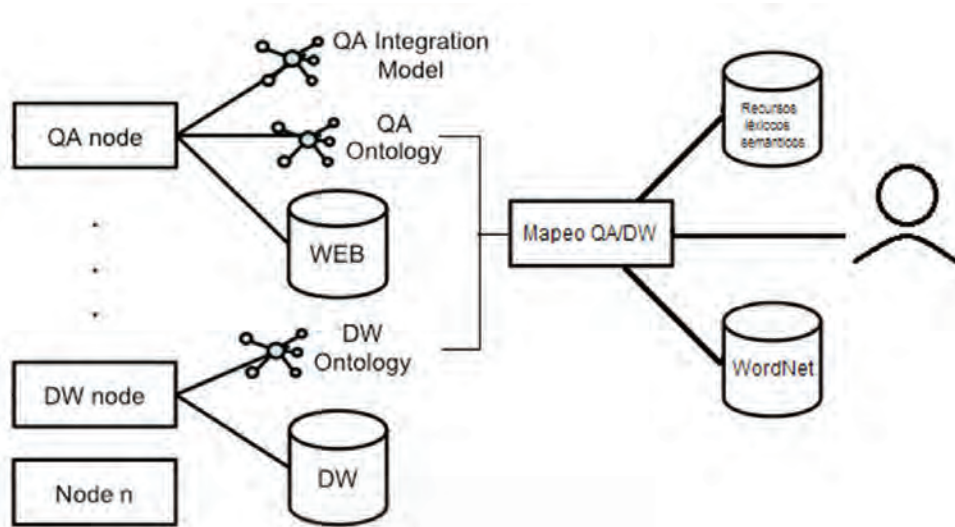 QA Integration
Model
QA node
QA
Ontology
WEB
DW
Ontology
DW node
DW
Node n
Mapeo QA/DW
Recursos
léxicos
semánticos
WordNet